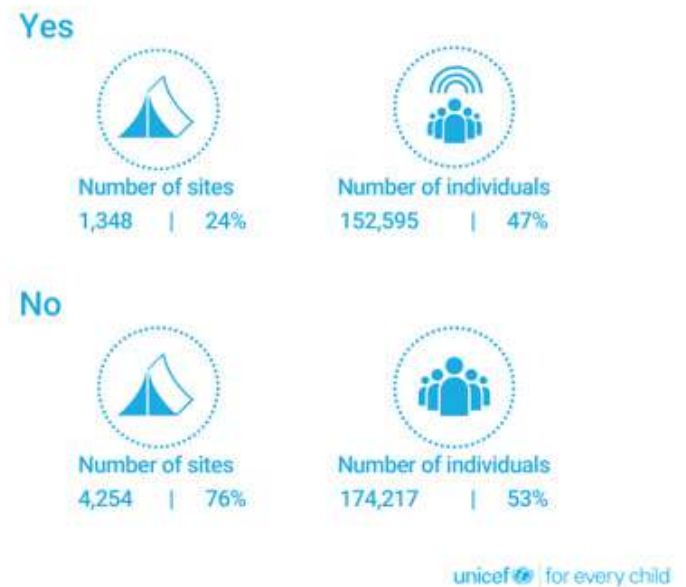 Yes
Number of sites Number of individuals
1,348 | 24% 152,595 | 47%
No
Number of sites Number of individuals
4,254 | 76% 174,217 | 53%
unicef for every child